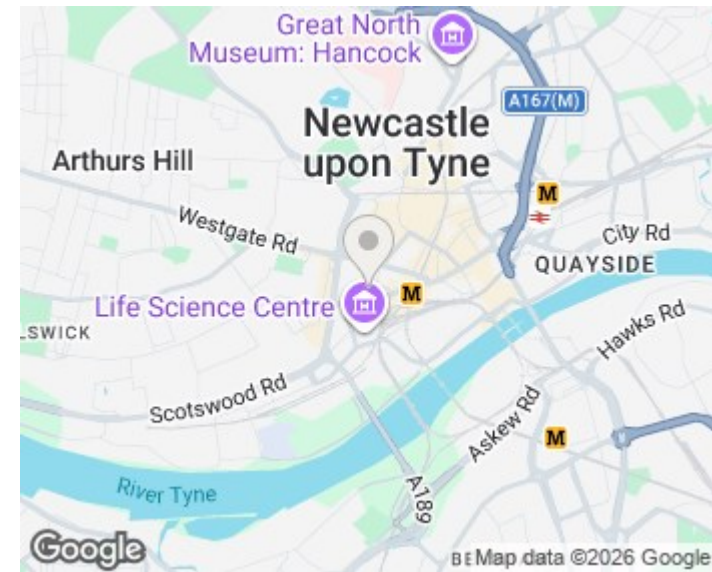 Great North
Museum: Hancock
A167(M)
Newcastle
upon Tyne
Arthurs Hill
M
Westgate Rd
City Rd
QUAYSIDE
M
Life Science Centre
LSWICK
Hawks Rd
Scotswood Rd
Askew Rd
M
River Tyne
A189
Google
BE
Map data ©2026 Google